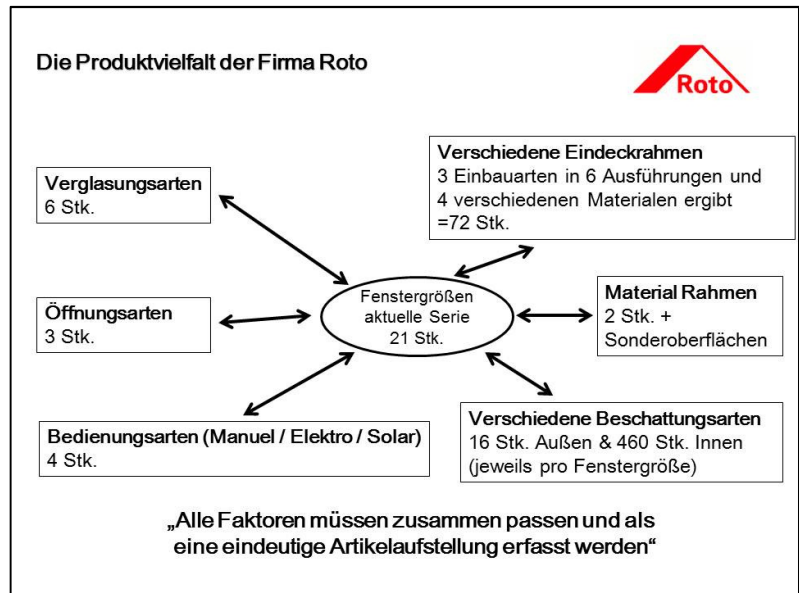 Die Produktvielfalt der Firma Roto
Roto
Verglasungsarten
6 Stk.
Verschiedene Eindeckrahmen
3 Einbauarten in 6 Ausführungen und
4 verschiedenen Materialen ergibt
=72 Stk.
Öffnungsarten
3 Stk.
Fenstergrößen
aktuelle Serie
21 Stk.
Material Rahmen
2 Stk. +
Sonderoberflächen
Bedienungsarten (Manuel / Elektro / Solar)
4 Stk.
Verschiedene Beschattungsarten
16 Stk. Außen & 460 Stk. Innen
(jeweils pro Fenstergröße)
„Alle Faktoren müssen zusammen passen und als
eine eindeutige Artikelaufstellung erfasst werden“